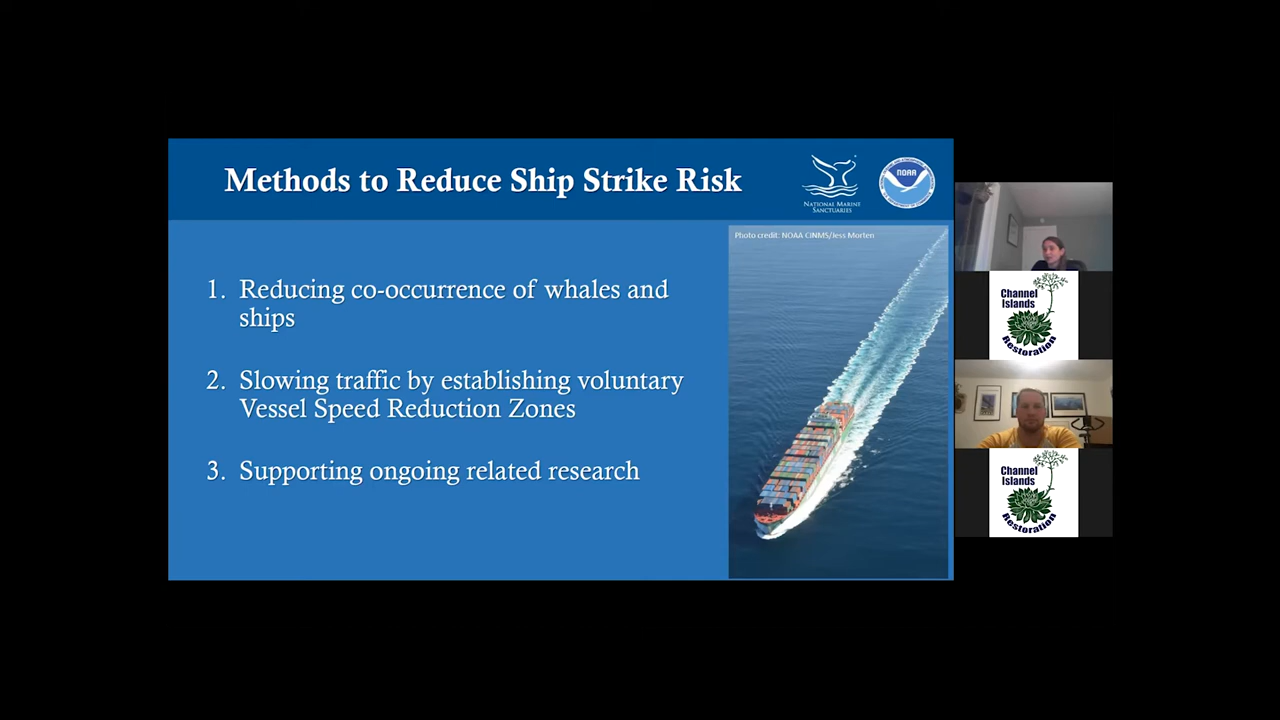 Methods to Reduce Ship Strike Risk
NATIONAL MARINE
SANCTUARIES
NOAA
Photo credit: NOAA CINMS/Jess Morten
1. Reducing co-occurrence of whales and
ships
2. Slowing traffic by establishing voluntary
Vessel Speed Reduction Zones
3. Supporting ongoing related research
Channel
Islands
Restoration
Channel
Islands
Restoration